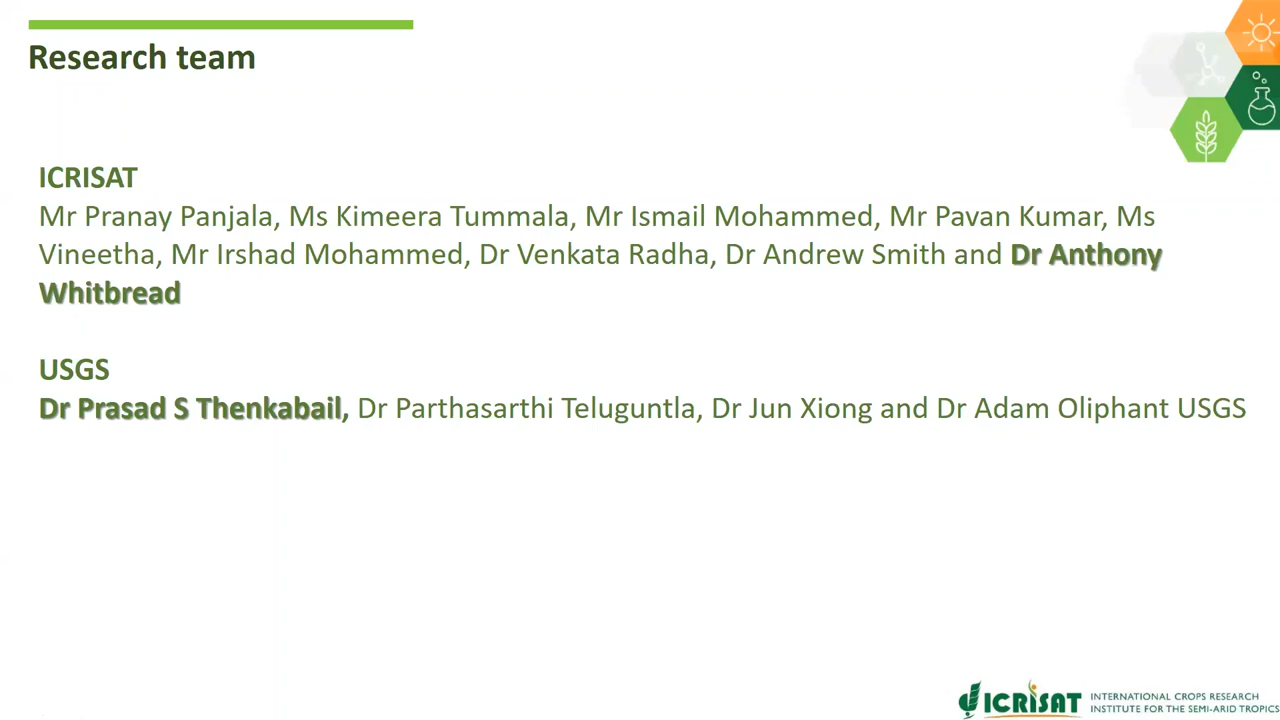 Research team
ICRISAT
Mr Pranay Panjala, Ms Kimeera Tummala, Mr Ismail Mohammed, Mr Pavan Kumar, Ms
Vineetha, Mr Irshad Mohammed, Dr Venkata Radha, Dr Andrew Smith and Dr Anthony
Whitbread
USGS
Dr Prasad S Thenkabail, Dr Parthasarthi Teluguntla, Dr Jun Xiong and Dr Adam Oliphant USGS
ICRISAT
INTERNATIONAL CROPS RESEARCH
INSTITUTE FOR THE SEMI-ARID TROPICS